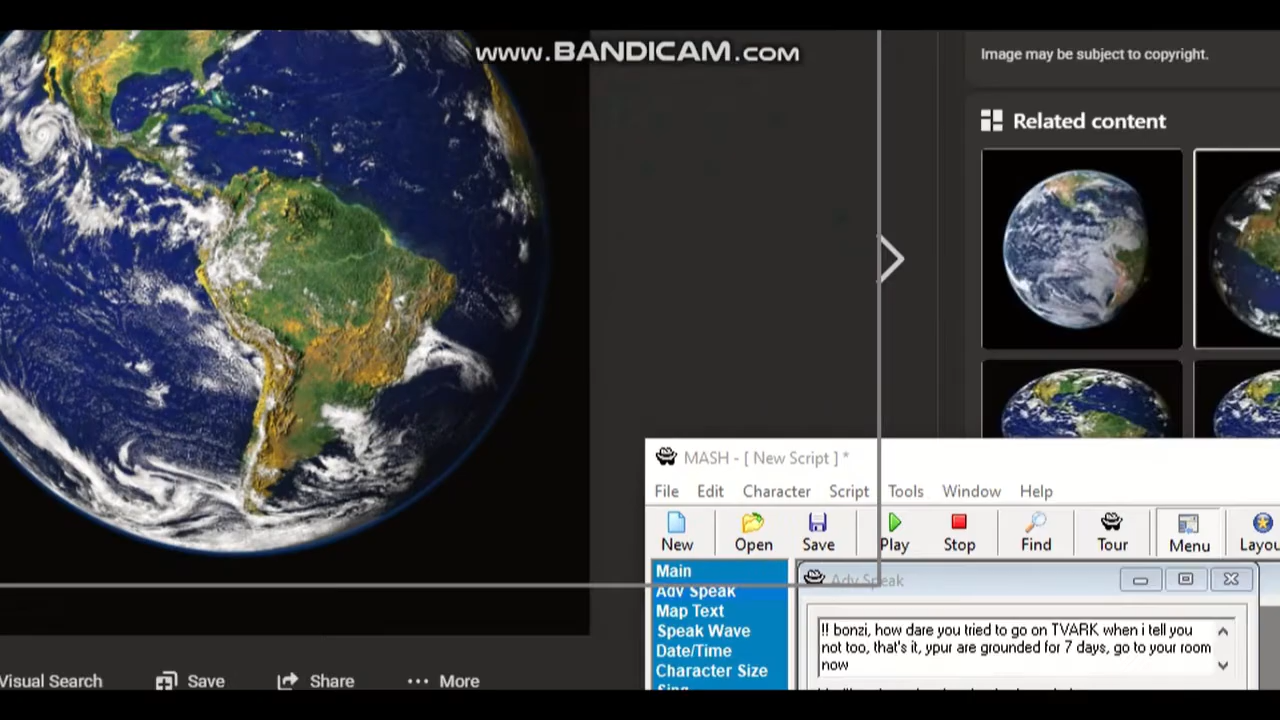 www.BANDICAM.com
Image may be subject to copyright.
Related content
MASH - [ New Script ] *
File Edit Character Script Tools Window Help
New Open Save Play Stop Find Tour Menu Layou
Main
Adv Speak
Adv Speak
Map Text
Speak Wave
Date/Time
Character Size
!! bonzi, how dare you tried to go on TVARK when i tell you
not too, that's it, ypur are grounded for 7 days, go to your room
now
Visual Search Save Share More